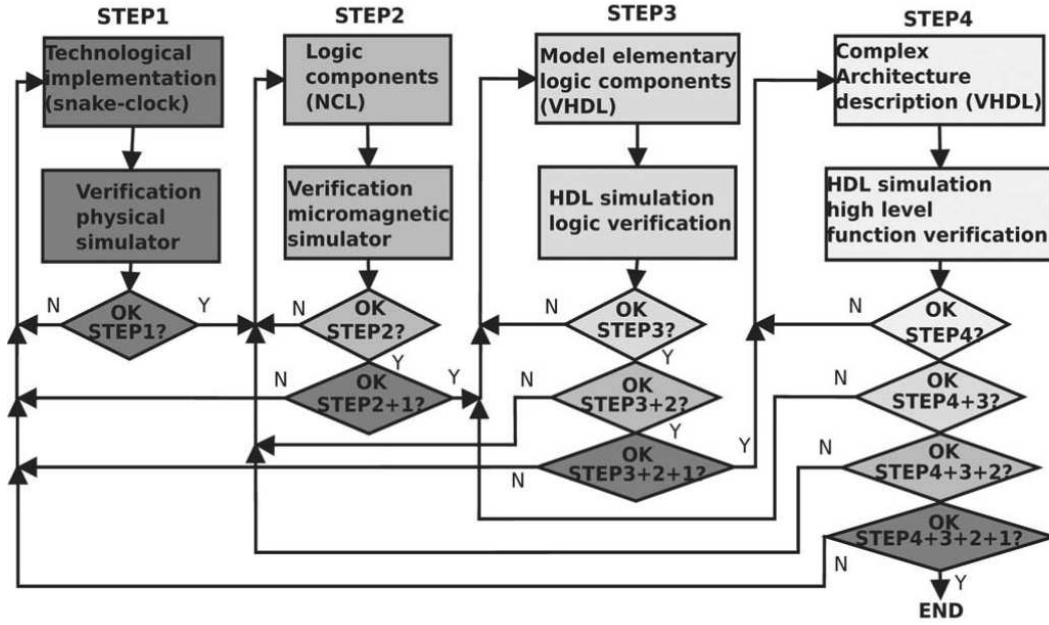 STEP1
Technological
implementation
(snake-clock)
Verification
physical
simulator
N
OK
STEP1?
Y
STEP2
Logic
components
(NCL)
Verification
micromagnetic
simulator
N
OK
STEP2?
Y
N
OK
STEP2+1?
Y
STEP3
Model elementary
logic components
(VHDL)
HDL simulation
logic verification
N
OK
STEP3?
Y
N
OK
STEP3+2?
Y
N
OK
STEP3+2+1?
Y
STEP4
Complex
Architecture
description (VHDL)
HDL simulation
high level
function verification
N
OK
STEP4?
N
OK
STEP4+3?
N
OK
STEP4+3+2?
N
OK
STEP4+3+2+1?
Y
END